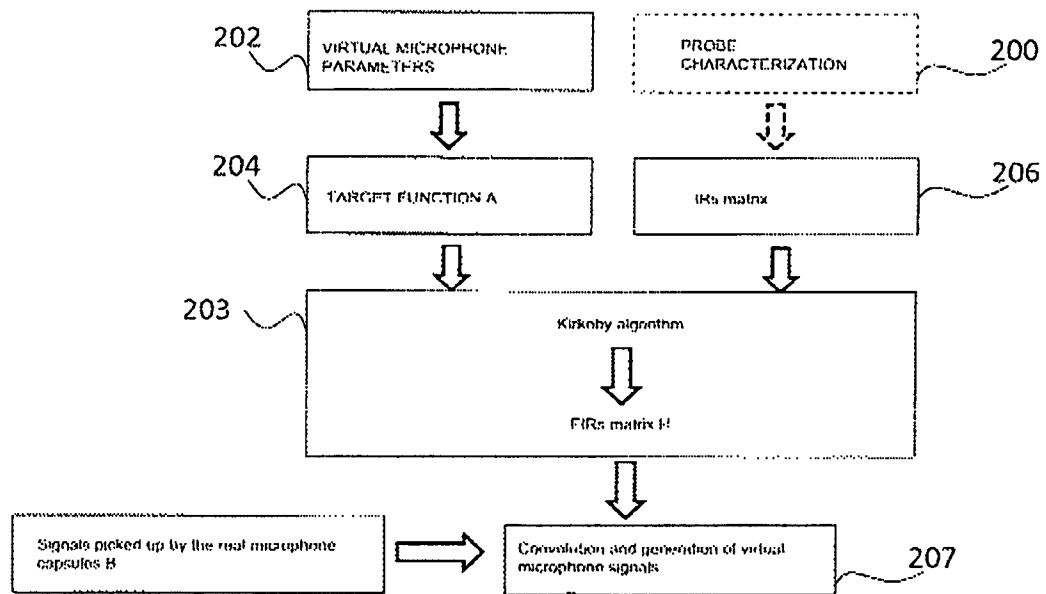 202
VIRTUAL MICROPHONE
PARAMETERS
PROBE
CHARACTERIZATION
200
204
TARGET FUNCTION A
IRs matrix
206
203
Kirkeby algorithm
FIRs matrix H
Signals picked up by the real microphone
capsules B
Convolution and generation of virtual
microphone signals
207